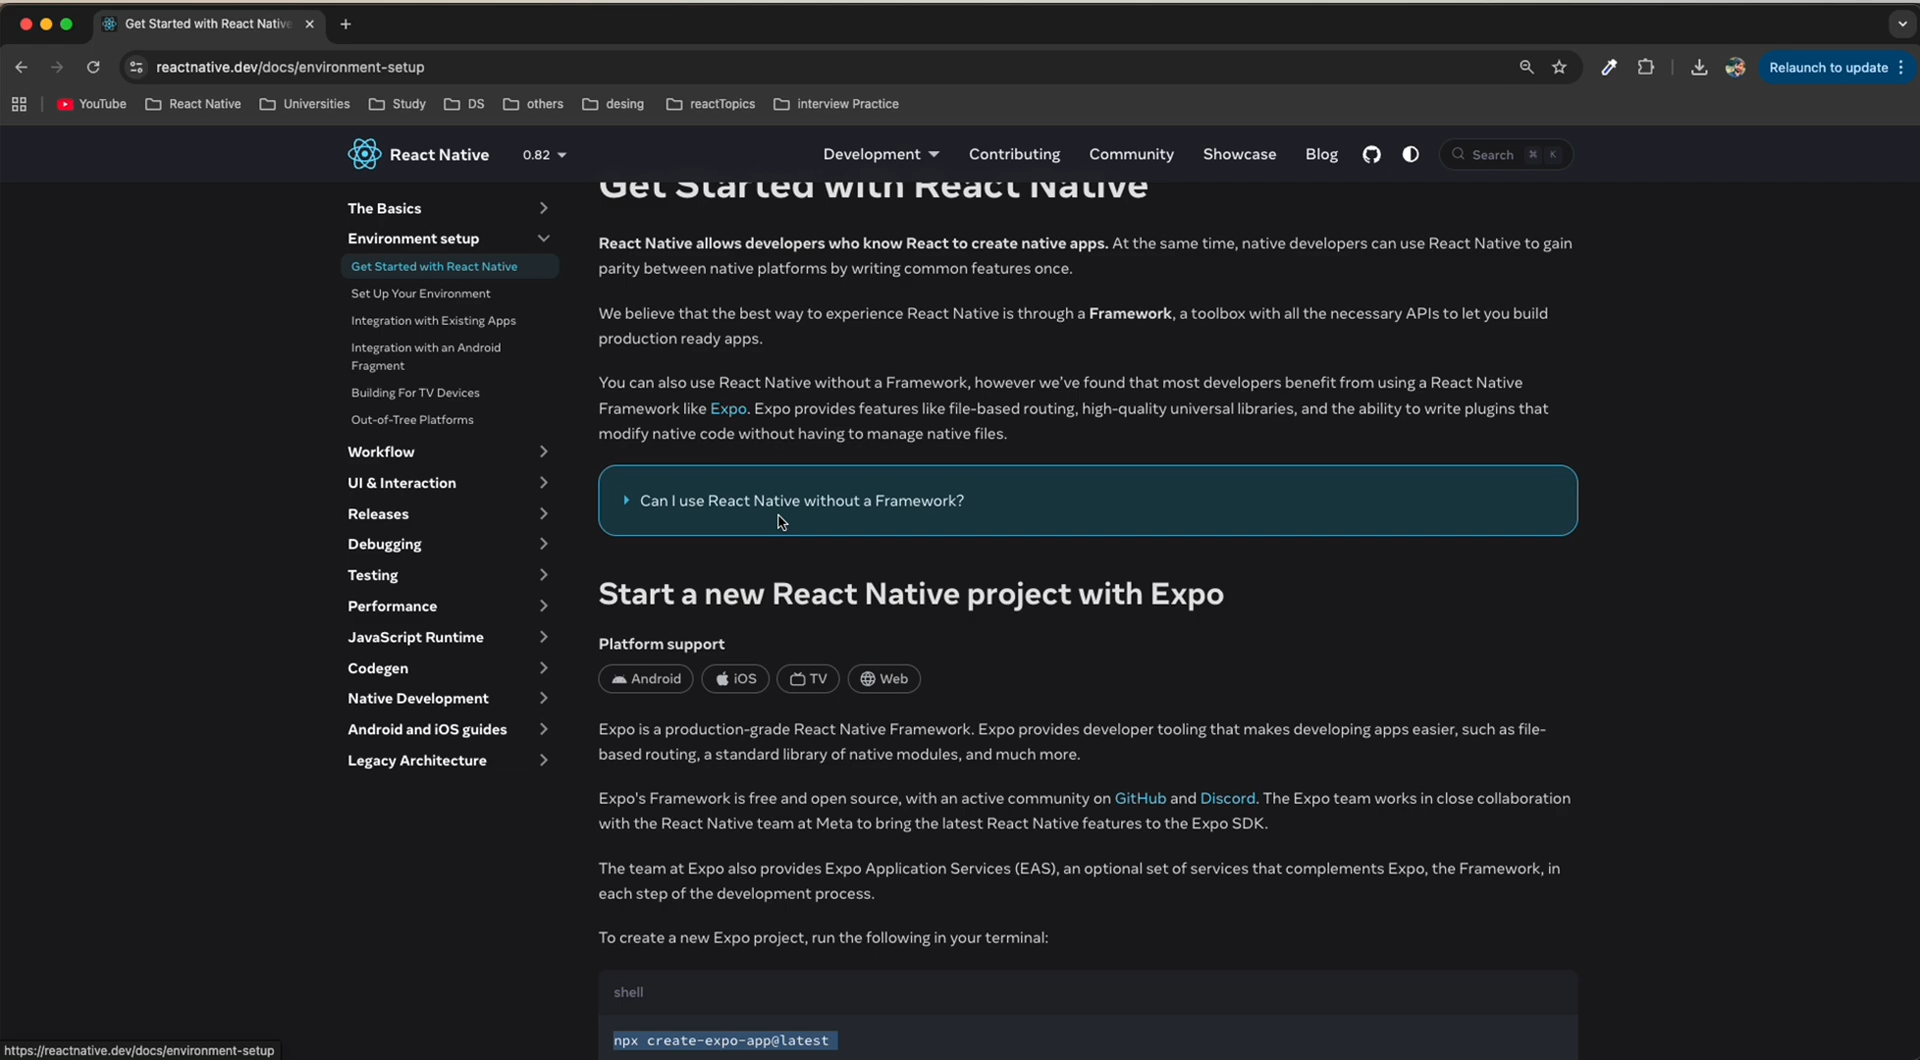 Get Started with React Native
reactnative.dev/docs/environment-setup
Relaunch to update
YouTube
React Native
Universities
Study
DS
others
desing
reactTopics
interview Practice
React Native
0.82
Development
Contributing
Community
Showcase
Blog
Search
⌘
K
The Basics
Environment setup
Get Started with React Native
Set Up Your Environment
Integration with Existing Apps
Integration with an Android
Fragment
Building For TV Devices
Out-of-Tree Platforms
Workflow
UI & Interaction
Releases
Debugging
Testing
Performance
JavaScript Runtime
Codegen
Native Development
Android and iOS guides
Legacy Architecture
Get Started with React Native
React Native allows developers who know React to create native apps. At the same time, native developers can use React Native to gain
parity between native platforms by writing common features once.
We believe that the best way to experience React Native is through a Framework, a toolbox with all the necessary APIs to let you build
production ready apps.
You can also use React Native without a Framework, however we've found that most developers benefit from using a React Native
Framework like Expo. Expo provides features like file-based routing, high-quality universal libraries, and the ability to write plugins that
modify native code without having to manage native files.
Can I use React Native without a Framework?
Start a new React Native project with Expo
Platform support
Android
iOS
TV
Web
Expo is a production-grade React Native Framework. Expo provides developer tooling that makes developing apps easier, such as file-
based routing, a standard library of native modules, and much more.
Expo's Framework is free and open source, with an active community on GitHub and Discord. The Expo team works in close collaboration
with the React Native team at Meta to bring the latest React Native features to the Expo SDK.
The team at Expo also provides Expo Application Services (EAS), an optional set of services that complements Expo, the Framework, in
each step of the development process.
To create a new Expo project, run the following in your terminal:
shell
npx create-expo-app@latest
https://reactnative.dev/docs/environment-setup